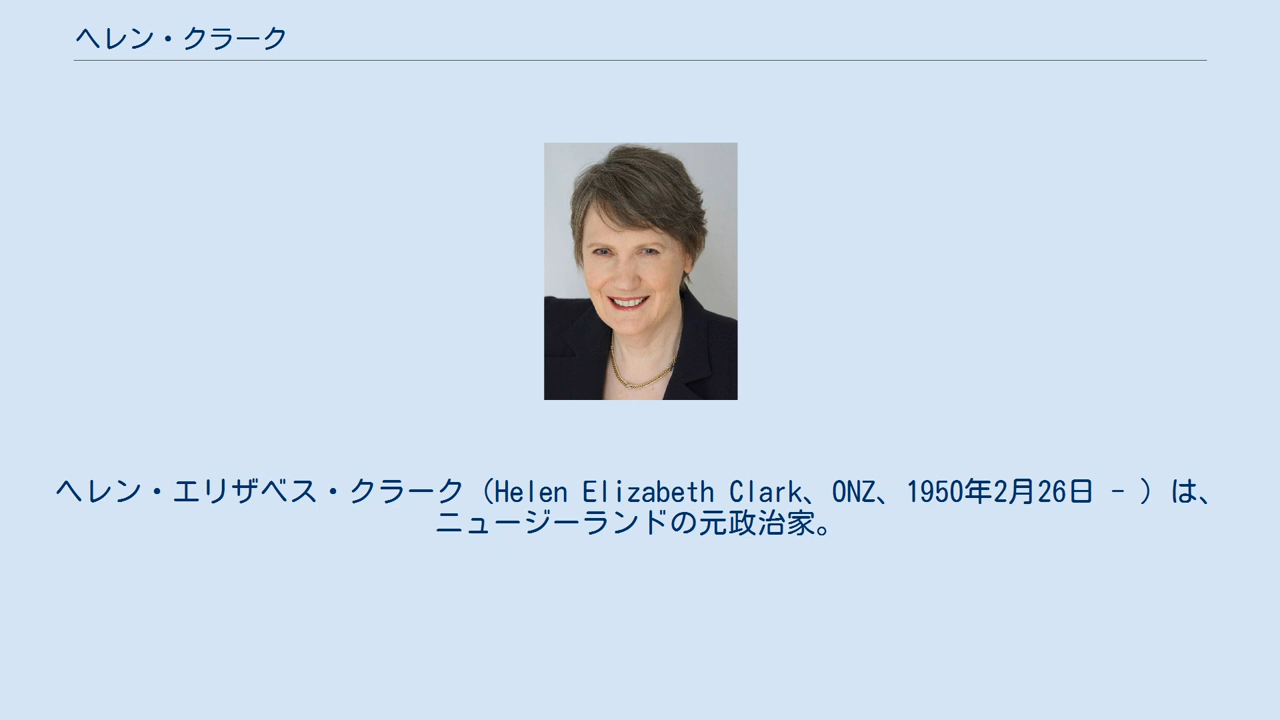 ヘレン・クラーク
ヘレン・エリザベス・クラーク（Helen Elizabeth Clark、ONZ、1950年2月26日 - ）は、
ニュージーランドの元政治家。